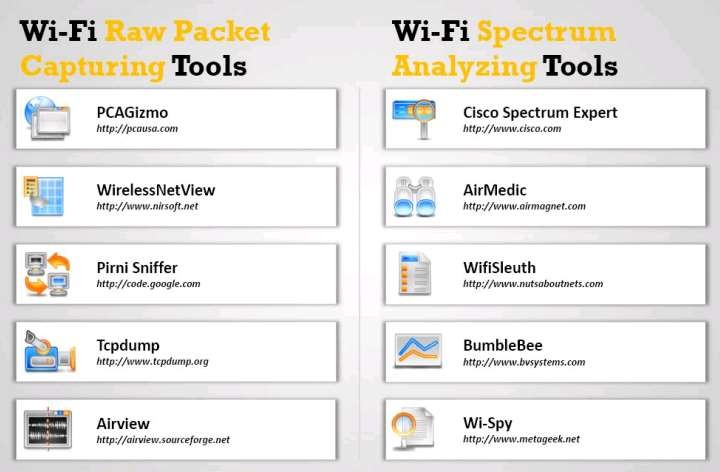 Wi-Fi Raw Packet
Capturing Tools
PCAGizmo
http://pcausa.com
WirelessNetView
http://www.nirsoft.net
Pirni Sniffer
http://code.google.com
Tcpdump
http://www.tcpdump.org
Airview
http://airview.sourceforge.net
Wi-Fi Spectrum
Analyzing Tools
Cisco Spectrum Expert
http://www.cisco.com
AirMedic
http://www.airmagnet.com
WifiSleuth
http://www.nutsaboutnets.com
BumbleBee
http://www.bvsystems.com
Wi-Spy
http://www.metageek.net